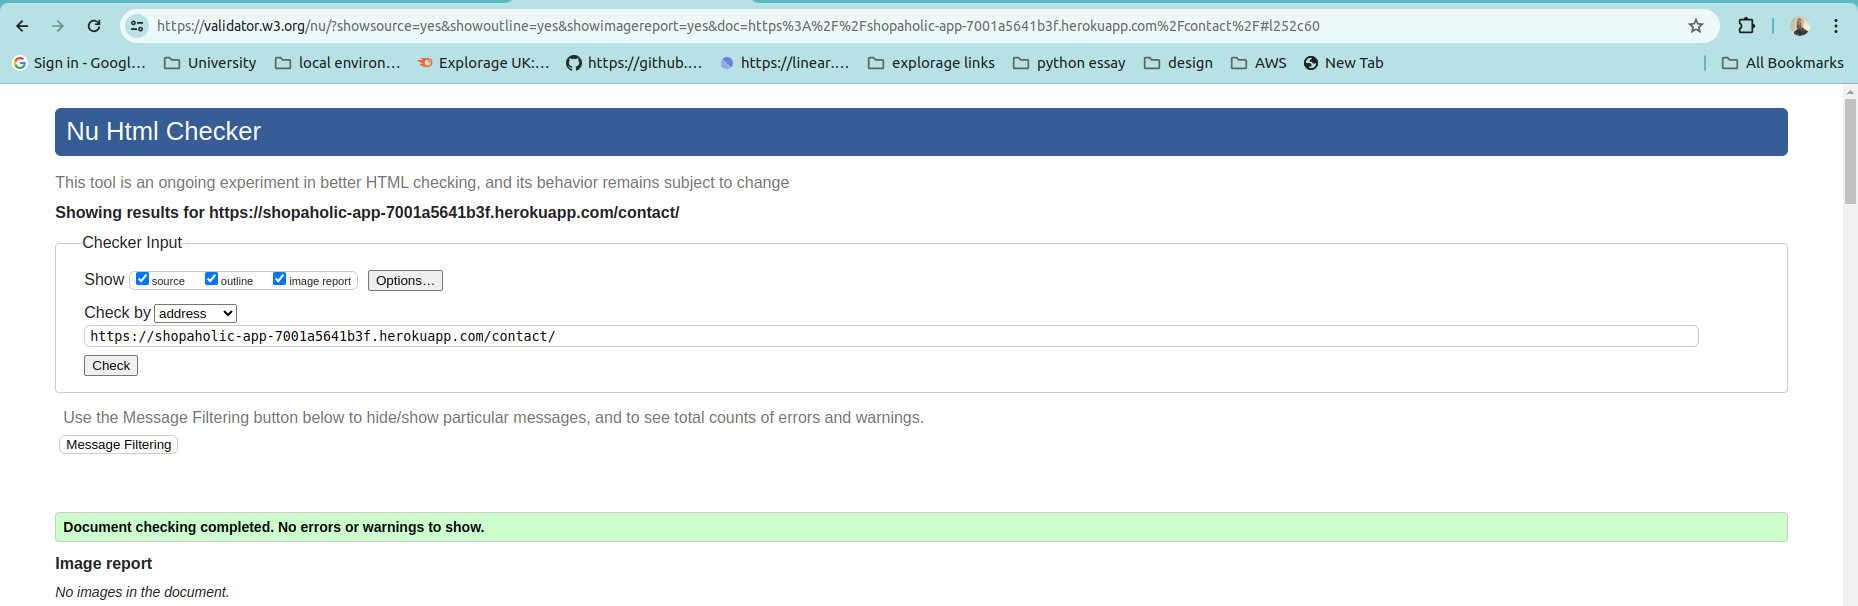 https://validator.w3.org/nu/?showsource=yes&showoutline=yes&showimagereport=yes&doc=https%3A%2F%2Fshopaholic-app-7001a5641b3f.herokuapp.com%2Fcontact%2F#l252c60
Sign in - Googl... University local environ... Explorage UK:... https://github.... https://linear.... explorage links python essay design AWS New Tab All Bookmarks
Nu Html Checker
This tool is an ongoing experiment in better HTML checking, and its behavior remains subject to change
Showing results for https://shopaholic-app-7001a5641b3f.herokuapp.com/contact/
Checker Input
Show source outline image report Options...
Check by address
https://shopaholic-app-7001a5641b3f.herokuapp.com/contact/
Check
Use the Message Filtering button below to hide/show particular messages, and to see total counts of errors and warnings.
Message Filtering
Document checking completed. No errors or warnings to show.
Image report
No images in the document.